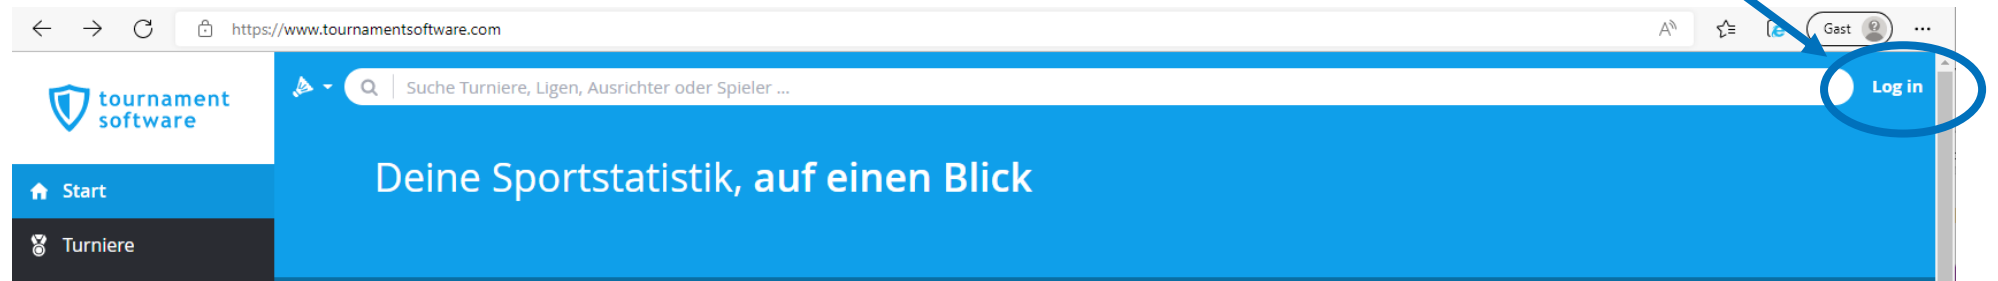 https://www.tournamentsoftware.com
Gast
tournament
software
Suche Turniere, Ligen, Ausrichter oder Spieler ...
Log in
Deine Sportstatistik, auf einen Blick
Start
Turniere